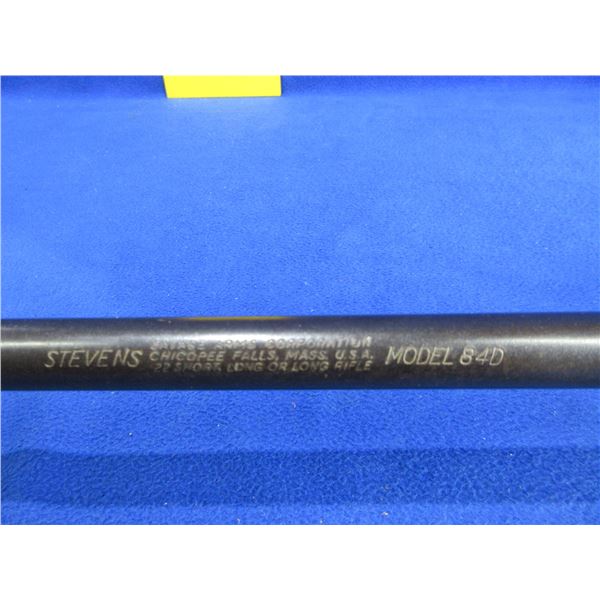 SAVAGE ARMS CORPORATION
STEVENS CHICOPEE FALLS, MASS. U.S.A. MODEL 84D
22 SHORT, LONG OR LONG RIFLE